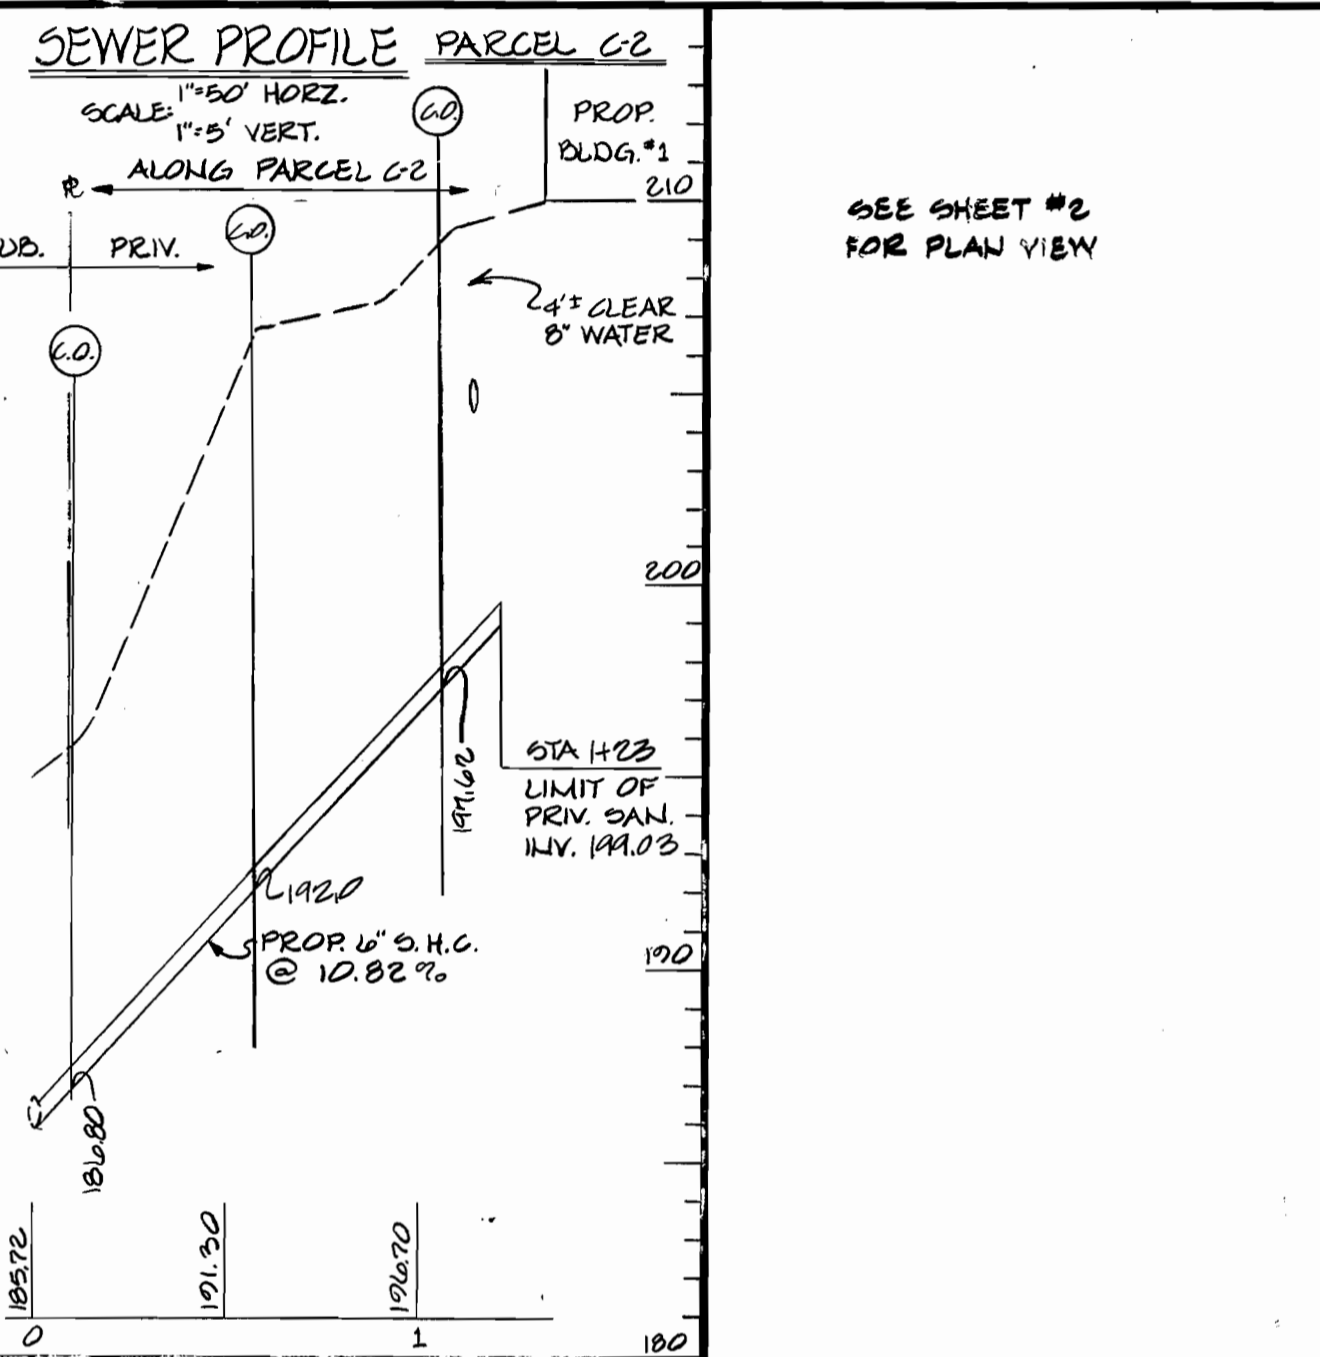 SEWER PROFILE PARCEL C-2
SCALE: 1"=50' HORZ.
1"=5' VERT.
C.O.
PROP.
BLDG. #1
ALONG PARCEL C-2
210
C.O.
UB. PRIV.
SEE SHEET #2
FOR PLAN VIEW
4'± CLEAR
8" WATER
C.O.
200
197.62
STA 1+23
LIMIT OF
PRIV. SAN.
INV. 199.03
192.0
PROP. 6" S.H.C.
@ 10.82%
190
186.80
185.72
191.30
196.70
0
1
180